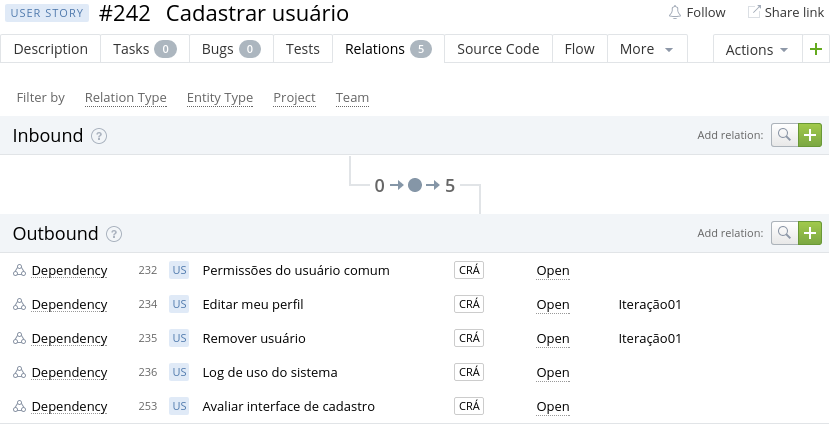 USER STORY #242 Cadastrar usuário Follow Share link
Description Tasks 0 Bugs 0 Tests Relations 5 Source Code Flow More Actions +
Filter by Relation Type Entity Type Project Team
Inbound ? Add relation: +
0 5
Outbound ? Add relation: +
Dependency 232 US Permissões do usuário comum CRÁ Open
Dependency 234 US Editar meu perfil CRÁ Open Iteração01
Dependency 235 US Remover usuário CRÁ Open Iteração01
Dependency 236 US Log de uso do sistema CRÁ Open
Dependency 253 US Avaliar interface de cadastro CRÁ Open